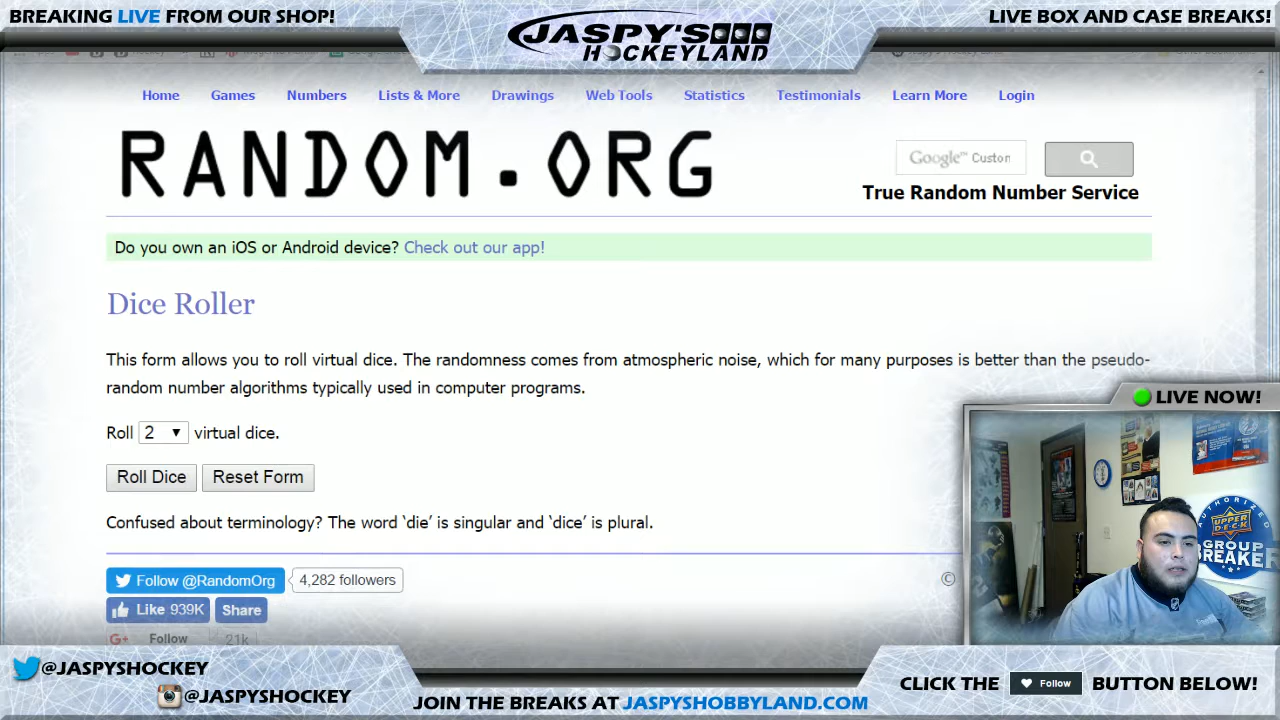 BREAKING LIVE FROM OUR SHOP!
JASPY'S
HOCKEYLAND
LIVE BOX AND CASE BREAKS!
Home Games Numbers Lists & More Drawings Web Tools Statistics Testimonials Learn More Login
RANDOM.ORG
Google™ Custom
True Random Number Service
Do you own an iOS or Android device? Check out our app!
Dice Roller
This form allows you to roll virtual dice. The randomness comes from atmospheric noise, which for many purposes is better than the pseudo-
random number algorithms typically used in computer programs.
Roll 2 virtual dice.
Roll Dice Reset Form
Confused about terminology? The word ‘die’ is singular and ‘dice’ is plural.
LIVE NOW!
AUTHORIZED
UPPER
DECK
GROUP
BREAKER
Follow @RandomOrg 4,282 followers
©
Like 939K Share
G+ Follow 21k
@JASPYSHOCKEY
@JASPYSHOCKEY
JOIN THE BREAKS AT JASPYSHOBBYLAND.COM
CLICK THE Follow BUTTON BELOW!